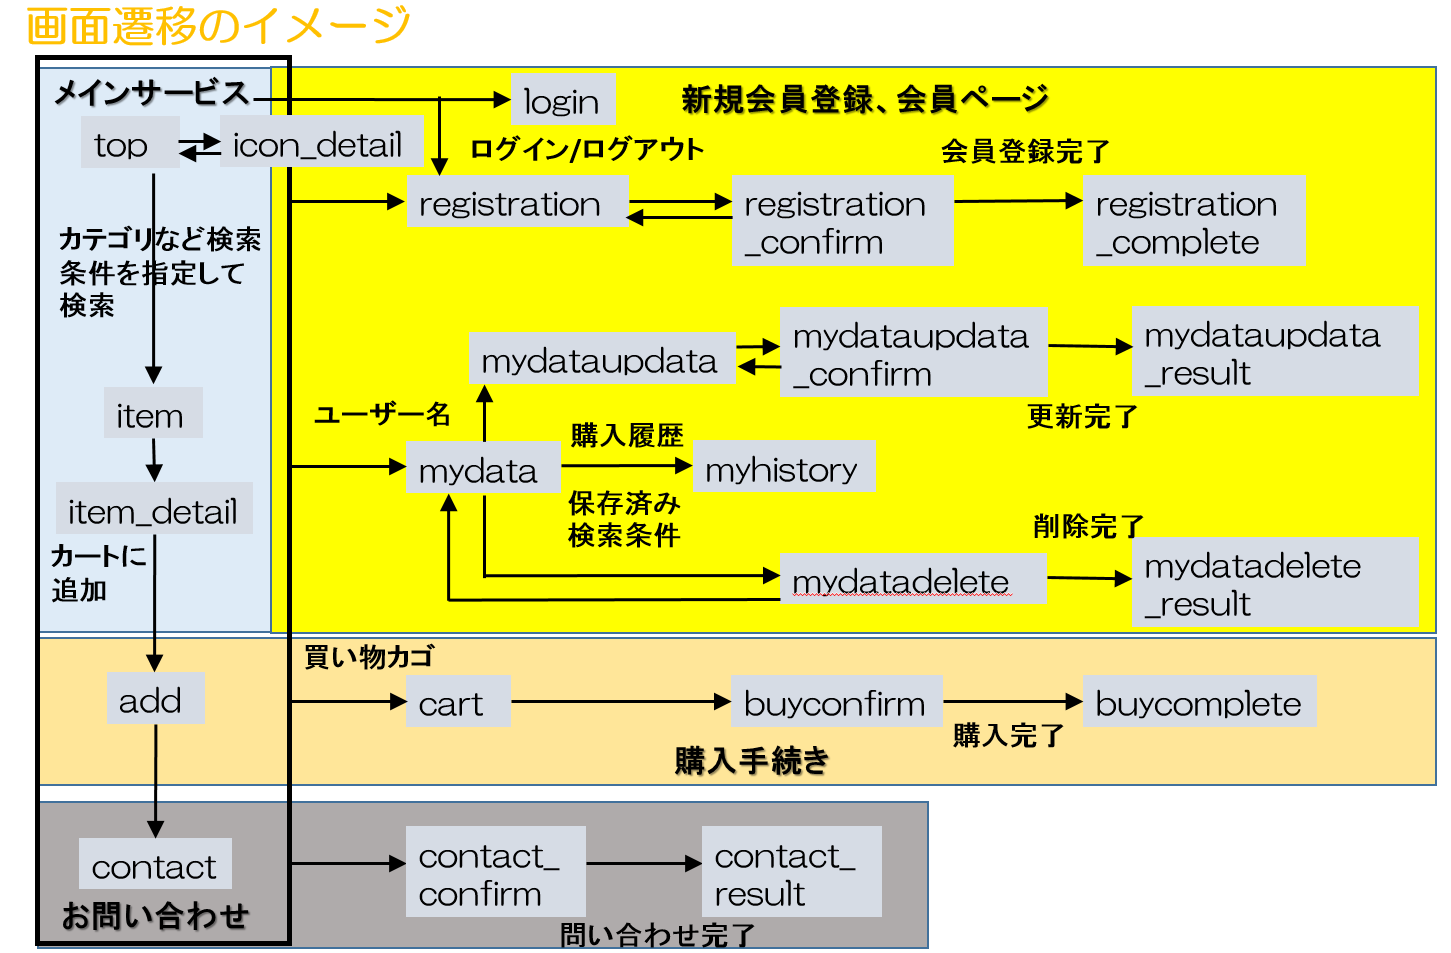 画面遷移のイメージ
メインサービス
login
新規会員登録、会員ページ
top
icon_detail
ログイン/ログアウト
会員登録完了
registration
registration
_confirm
registration
_complete
カテゴリなど検索
条件を指定して
検索
mydataupdata
mydataupdata
_confirm
mydataupdata
_result
更新完了
item
ユーザー名
購入履歴
mydata
myhistory
item_detail
保存済み
検索条件
削除完了
カートに
追加
mydatadelete
mydatadelete
_result
買い物カゴ
add
cart
buyconfirm
buycomplete
購入完了
購入手続き
contact
contact_
confirm
contact_
result
お問い合わせ
問い合わせ完了